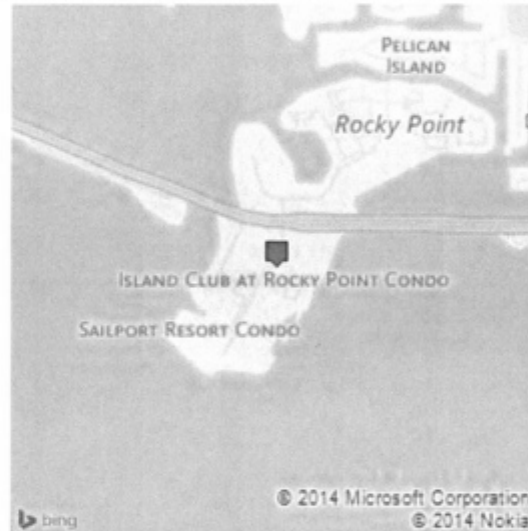 PELICAN
ISLAND
Rocky Point
ISLAND CLUB AT ROCKY POINT CONDO
SAILPORT RESORT CONDO
© 2014 Microsoft Corporation
bing
© 2014 Nokia